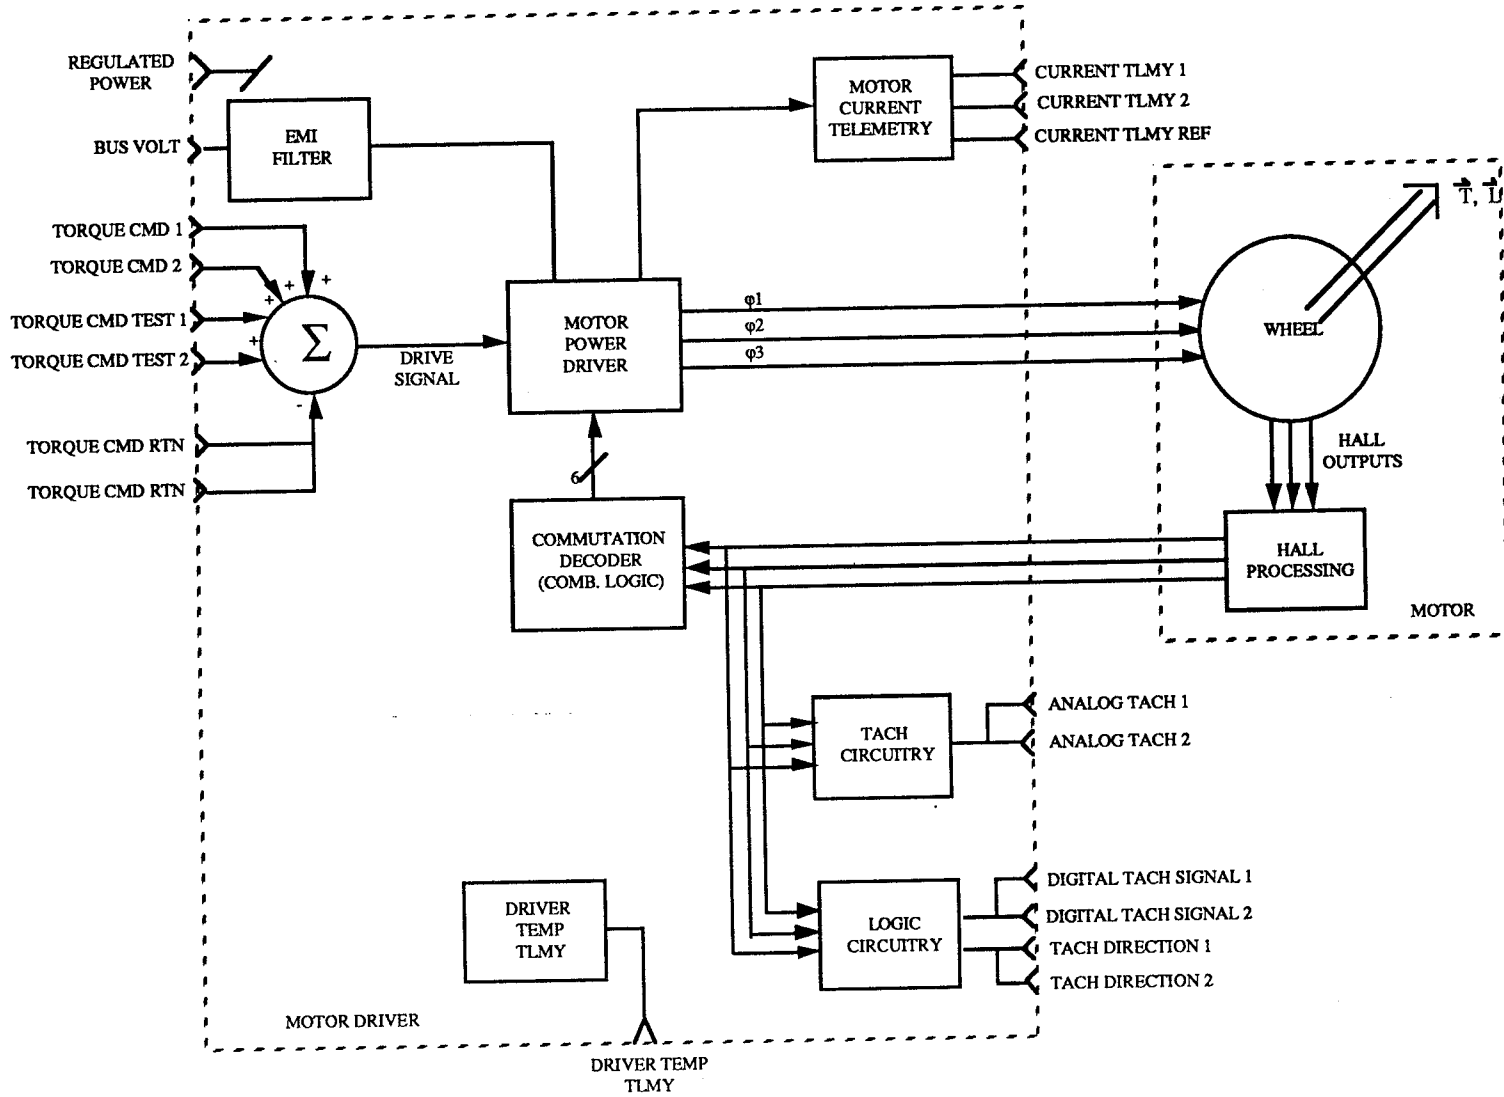 REGULATED
POWER
BUS VOLT
EMI
FILTER
TORQUE CMD 1
TORQUE CMD 2
TORQUE CMD TEST 1
TORQUE CMD TEST 2
TORQUE CMD RTN
TORQUE CMD RTN
+
+
+
+
-
Σ
DRIVE
SIGNAL
MOTOR
POWER
DRIVER
MOTOR
CURRENT
TELEMETRY
CURRENT TLMY 1
CURRENT TLMY 2
CURRENT TLMY REF
φ1
φ2
φ3
T, L
WHEEL
HALL
OUTPUTS
HALL
PROCESSING
MOTOR
6
COMMUTATION
DECODER
(COMB. LOGIC)
TACH
CIRCUITRY
ANALOG TACH 1
ANALOG TACH 2
LOGIC
CIRCUITRY
DIGITAL TACH SIGNAL 1
DIGITAL TACH SIGNAL 2
TACH DIRECTION 1
TACH DIRECTION 2
DRIVER
TEMP
TLMY
MOTOR DRIVER
DRIVER TEMP
TLMY